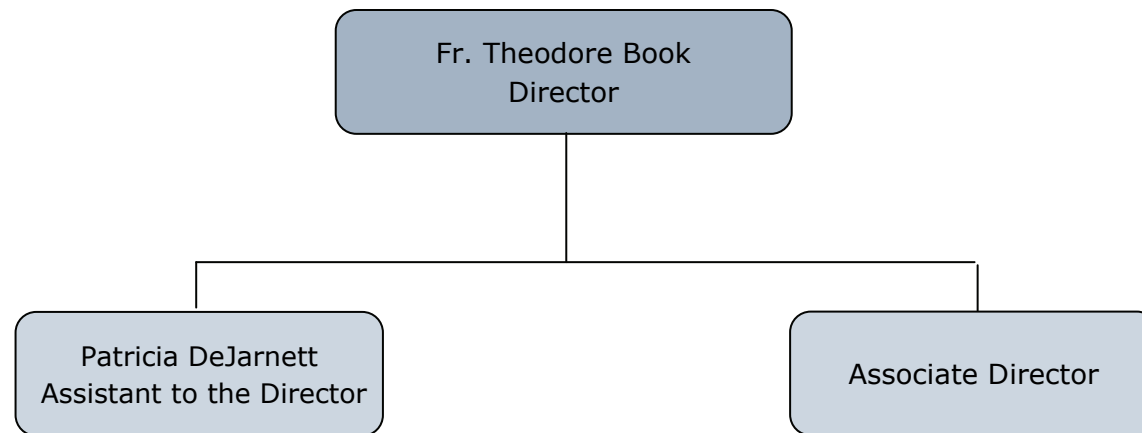 Fr. Theodore Book
Director
Patricia DeJarnett
Assistant to the Director
Associate Director